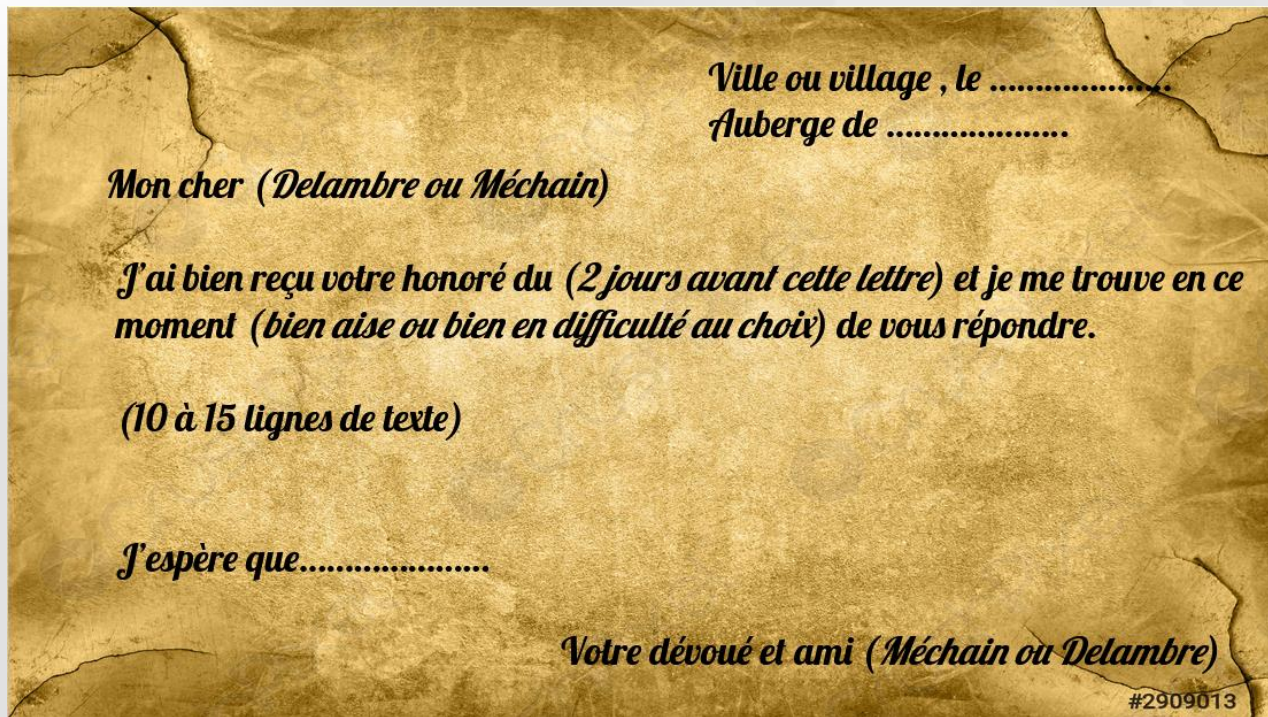 Ville ou village , le .....................
Auberge de ....................
Mon cher (Delambre ou Méchain)
J'ai bien reçu votre honoré du (2 jours avant cette lettre) et je me trouve en ce
moment (bien aise ou bien en difficulté au choix) de vous répondre.
(10 à 15 lignes de texte)
J'espère que.....................
Votre dévoué et ami (Méchain ou Delambre)
#2909013